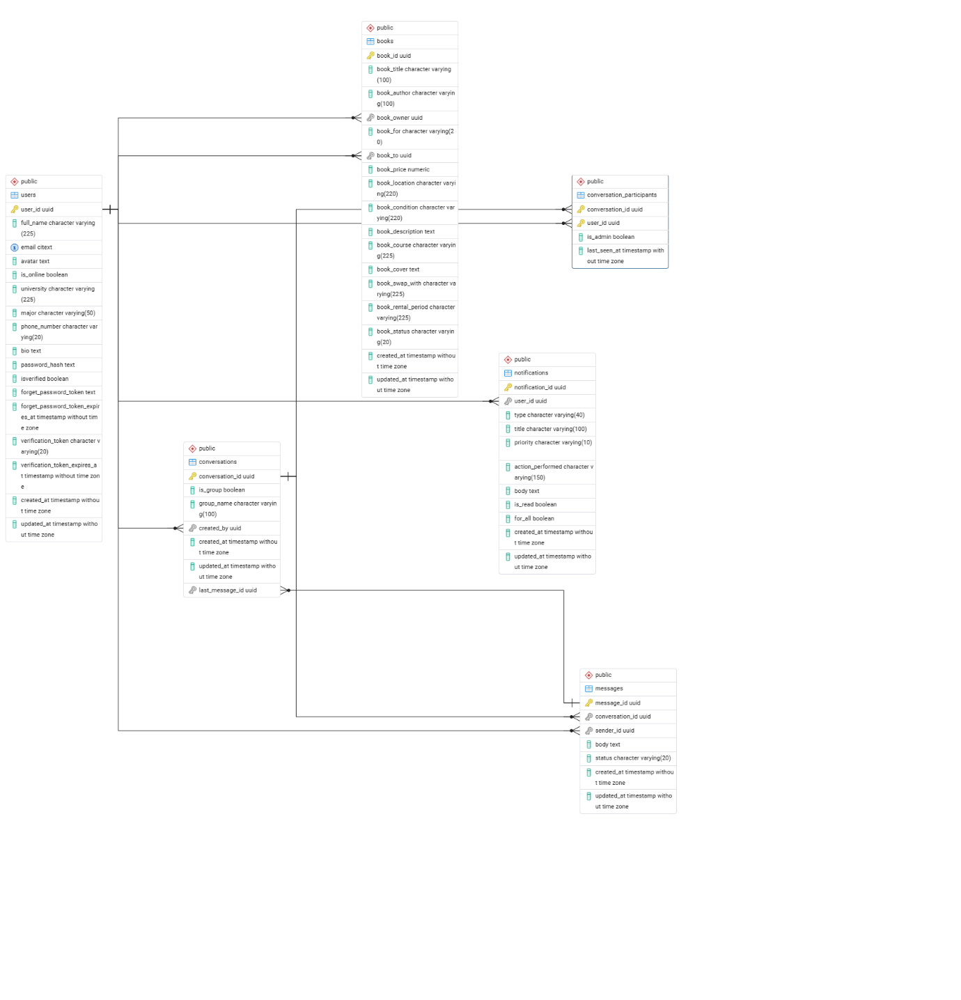 public
books
book_id uuid
book_title character varying
(100)
book_author character varyin
g(100)
book_owner uuid
book_for character varying(2
0)
book_to uuid
book_price numeric
book_location character varyi
ng(220)
book_condition character var
ying(220)
book_description text
book_course character varyin
g(225)
book_cover text
book_swap_with character va
rying(225)
book_rental_period character
varying(225)
book_status character varyin
g(20)
created_at timestamp withou
t time zone
updated_at timestamp witho
ut time zone
public
users
user_id uuid
full_name character varying
(225)
email citext
avatar text
is_online boolean
university character varying
(225)
major character varying(50)
phone_number character var
ying(20)
bio text
password_hash text
isverified boolean
forget_password_token text
forget_password_token_expir
es_at timestamp without tim
e zone
verification_token character v
arying(20)
verification_token_expires_a
t timestamp without time zon
e
created_at timestamp withou
t time zone
updated_at timestamp witho
ut time zone
public
conversation_participants
conversation_id uuid
user_id uuid
is_admin boolean
last_seen_at timestamp with
out time zone
public
notifications
notification_id uuid
user_id uuid
type character varying(40)
title character varying(100)
priority character varying(10)
action_performed character v
arying(150)
body text
is_read boolean
for_all boolean
created_at timestamp withou
t time zone
updated_at timestamp witho
ut time zone
public
conversations
conversation_id uuid
is_group boolean
group_name character varyin
g(100)
created_by uuid
created_at timestamp withou
t time zone
updated_at timestamp witho
ut time zone
last_message_id uuid
public
messages
message_id uuid
conversation_id uuid
sender_id uuid
body text
status character varying(20)
created_at timestamp withou
t time zone
updated_at timestamp witho
ut time zone